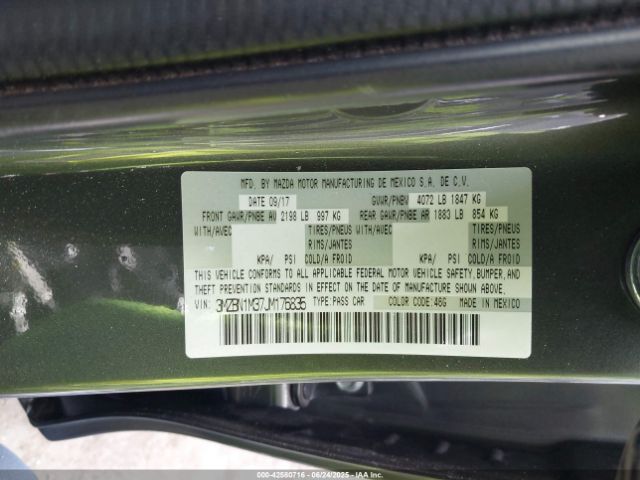 MFD. BY MAZDA MOTOR MANUFACTURING DE MEXICO S.A. DE C.V.
DATE 09/17 GVWR/PNBV 4072 LB 1847 KG
FRONT GAWR/PNBE AV 2198 LB 997 KG REAR GAWR/PNBE AR 1883 LB 854 KG
WITH/AVEC TIRES/PNEUS WITH/AVEC TIRES/PNEUS
RIMS/JANTES RIMS/JANTES
KPA/ PSI COLD/A FROID KPA/ PSI COLD/A FROID
THIS VEHICLE CONFORMS TO ALL APPLICABLE FEDERAL MOTOR VEHICLE SAFETY, BUMPER, AND
THEFT PREVENTION STANDARDS IN EFFECT ON THE DATE OF MANUFACTURE SHOWN ABOVE.
VIN: 3MZBN1M37JM176835 TYPE: PASS CAR COLOR CODE: 46G MADE IN MEXICO
000-42580716 - 06/24/2025 - IAAI.COM